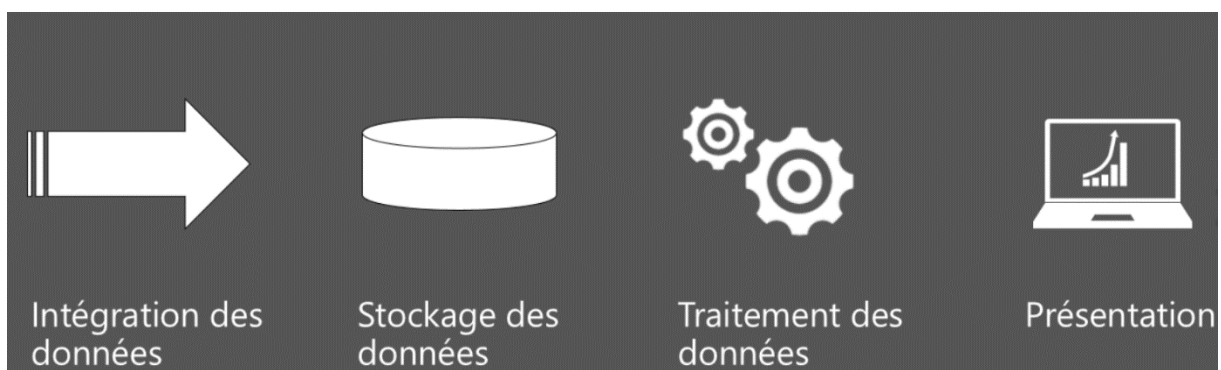 Intégration des
données
Stockage des
données
Traitement des
données
Présentation